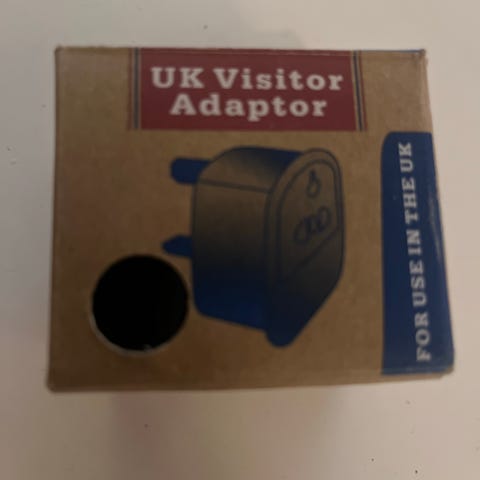 UK Visitor
Adaptor
FOR USE IN THE UK